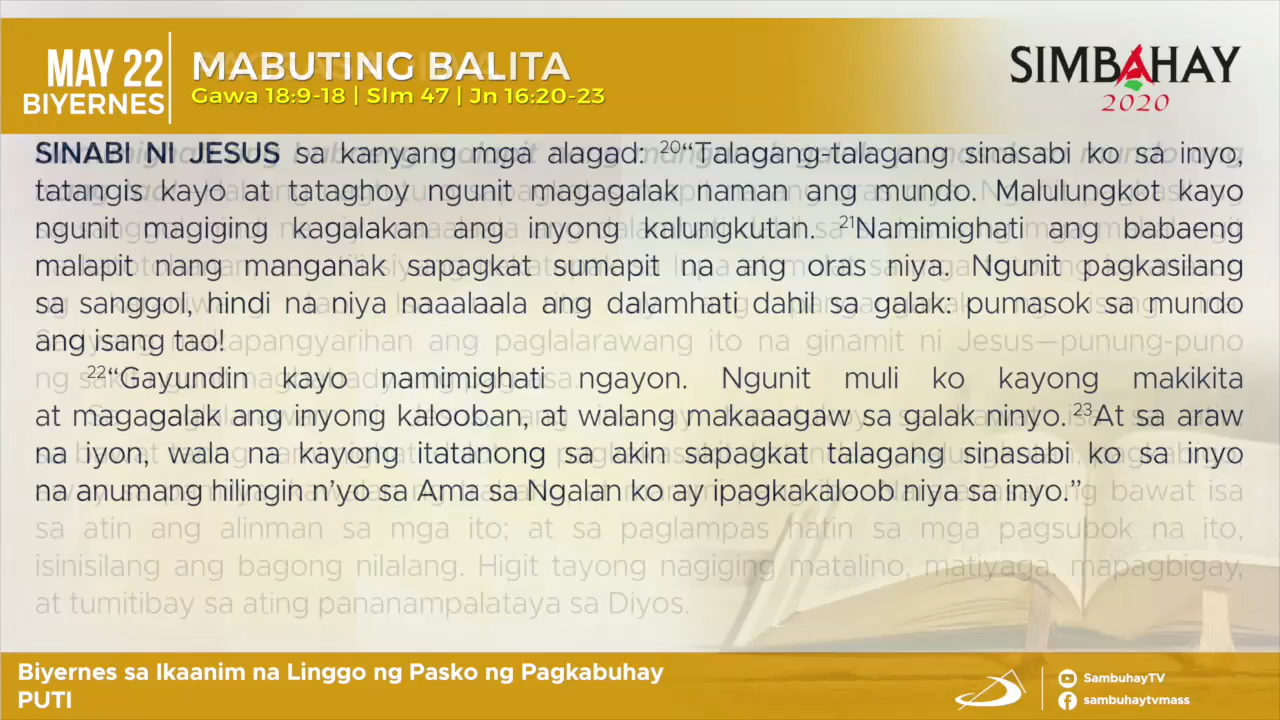 MAY 22
BIYERNES
MABUTING BALITA
Gawa 18:9-18 | Slm 47 | Jn 16:20-23
SIMBAHAY
2020
SINABI NI JESUS sa kanyang mga alagad: ²⁰“Talagang-talagang sinasabi ko sa inyo,
tatangis kayo at tataghoy ngunit magagalak naman ang mundo. Malulungkot kayo
ngunit magiging kagalakan ang inyong kalungkutan. ²¹Namimighati ang babaeng
malapit nang manganak sapagkat sumapit na ang oras niya. Ngunit pagkasilang
sa sanggol, hindi na niya naaalaala ang dalamhati dahil sa galak: pumasok sa mundo
ang isang tao!
²²“Gayundin kayo namimighati ngayon. Ngunit muli ko kayong makikita
at magagalak ang inyong kalooban, at walang makaaagaw sa galak ninyo. ²³At sa araw
na iyon, wala na kayong itatanong sa akin sapagkat talagang sinasabi ko sa inyo
na anumang hilingin n’yo sa Ama sa Ngalan ko ay ipagkakaloob niya sa inyo.”
bawat isa
sa atin ang alinman sa mga ito; at sa paglampas natin sa mga pagsubok na ito,
isinisilang ang bagong nilalang. Higit tayong nagiging matalino, matiyaga, mapagbigay,
at tumitibay sa ating pananampalataya sa Diyos.
Biyernes sa Ikaanim na Linggo ng Pasko ng Pagkabuhay
PUTI
SambuhayTV
sambuhaytvmass